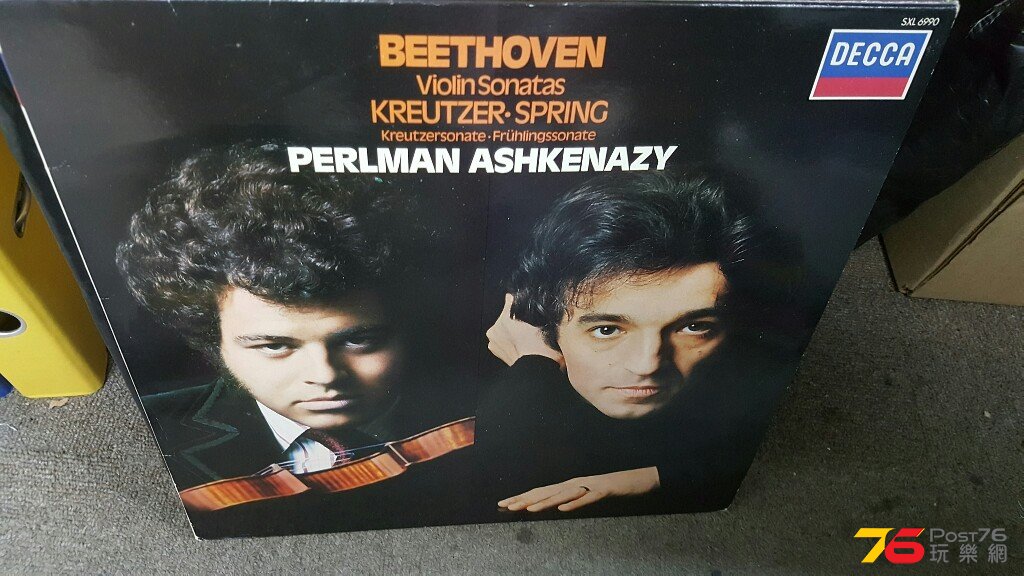 SXL 6990
DECCA
BEETHOVEN
Violin Sonatas
KREUTZER·SPRING
Kreutzersonate·Frühlingssonate
PERLMAN ASHKENAZY
76 POST76
玩樂網